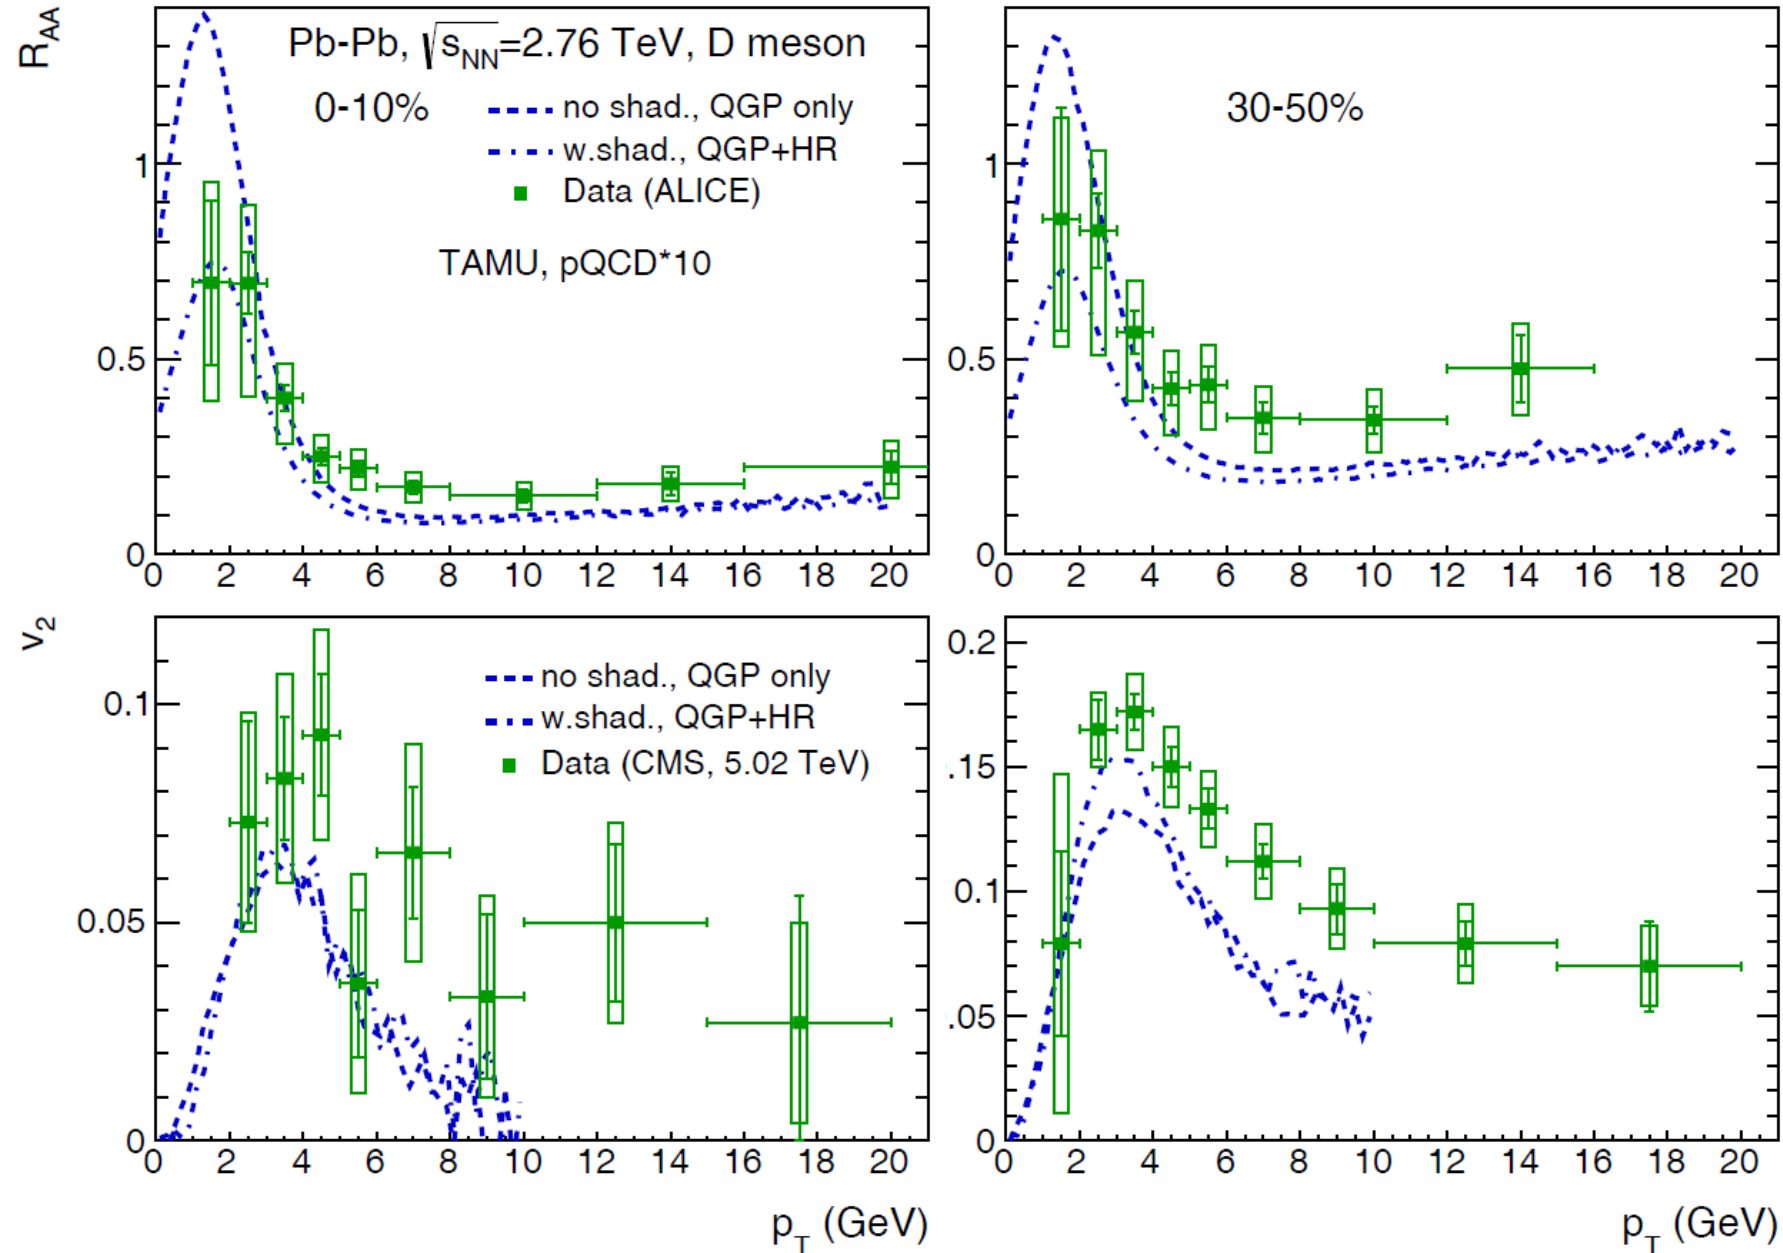 R_AA
Pb-Pb, √s_NN=2.76 TeV, D meson
0-10%
no shad., QGP only
w.shad., QGP+HR
Data (ALICE)
TAMU, pQCD*10
1
0.5
0
0 2 4 6 8 10 12 14 16 18 20
30-50%
1
0.5
0
0 2 4 6 8 10 12 14 16 18 20
v_2
no shad., QGP only
w.shad., QGP+HR
Data (CMS, 5.02 TeV)
0.1
0.05
0
0 2 4 6 8 10 12 14 16 18 20
p_T (GeV)
0.2
.15
0.1
.05
0
0 2 4 6 8 10 12 14 16 18 20
p_T (GeV)